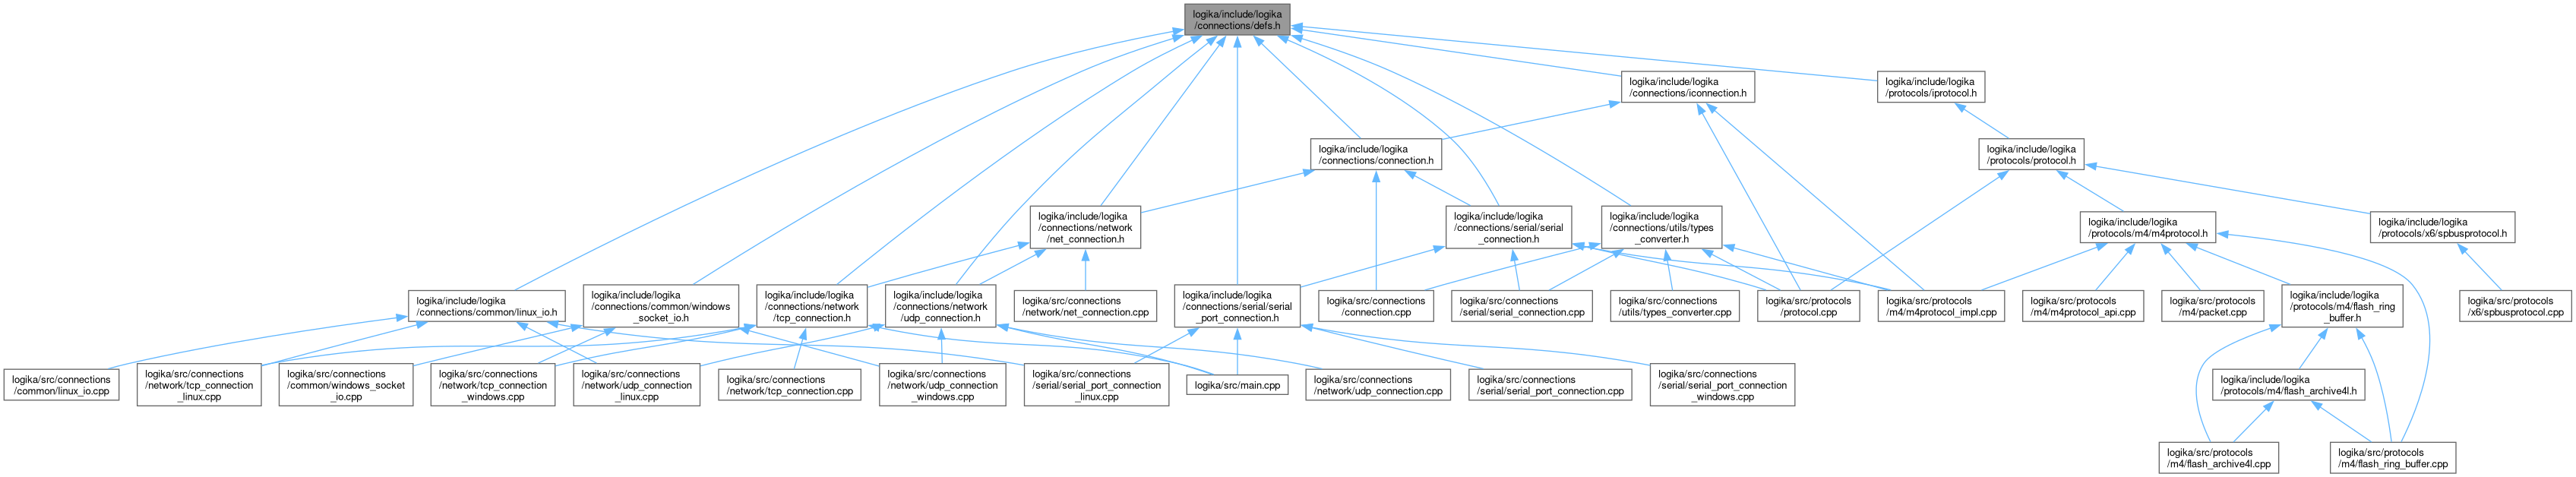 logika/include/logika
/connections/defs.h
logika/include/logika
/connections/iconnection.h
logika/include/logika
/protocols/iprotocol.h
logika/include/logika
/connections/connection.h
logika/include/logika
/protocols/protocol.h
logika/include/logika
/connections/network
/net_connection.h
logika/include/logika
/connections/serial/serial
_connection.h
logika/include/logika
/connections/utils/types
_converter.h
logika/include/logika
/protocols/m4/m4protocol.h
logika/include/logika
/protocols/x6/spbusprotocol.h
logika/include/logika
/connections/common/linux_io.h
logika/include/logika
/connections/common/windows
_socket_io.h
logika/include/logika
/connections/network
/tcp_connection.h
logika/include/logika
/connections/network
/udp_connection.h
logika/src/connections
/network/net_connection.cpp
logika/include/logika
/connections/serial/serial
_port_connection.h
logika/src/connections
/connection.cpp
logika/src/connections
/serial/serial_connection.cpp
logika/src/connections
/utils/types_converter.cpp
logika/src/protocols
/protocol.cpp
logika/src/protocols
/m4/m4protocol_impl.cpp
logika/src/protocols
/m4/m4protocol_api.cpp
logika/src/protocols
/m4/packet.cpp
logika/include/logika
/protocols/m4/flash_ring
_buffer.h
logika/src/protocols
/x6/spbusprotocol.cpp
logika/src/connections
/common/linux_io.cpp
logika/src/connections
/network/tcp_connection
_linux.cpp
logika/src/connections
/common/windows_socket
_io.cpp
logika/src/connections
/network/tcp_connection
_windows.cpp
logika/src/connections
/network/udp_connection
_linux.cpp
logika/src/connections
/network/tcp_connection.cpp
logika/src/connections
/network/udp_connection
_windows.cpp
logika/src/connections
/serial/serial_port_connection
_linux.cpp
logika/src/main.cpp
logika/src/connections
/network/udp_connection.cpp
logika/src/connections
/serial/serial_port_connection.cpp
logika/src/connections
/serial/serial_port_connection
_windows.cpp
logika/include/logika
/protocols/m4/flash_archive4l.h
logika/src/protocols
/m4/flash_archive4l.cpp
logika/src/protocols
/m4/flash_ring_buffer.cpp